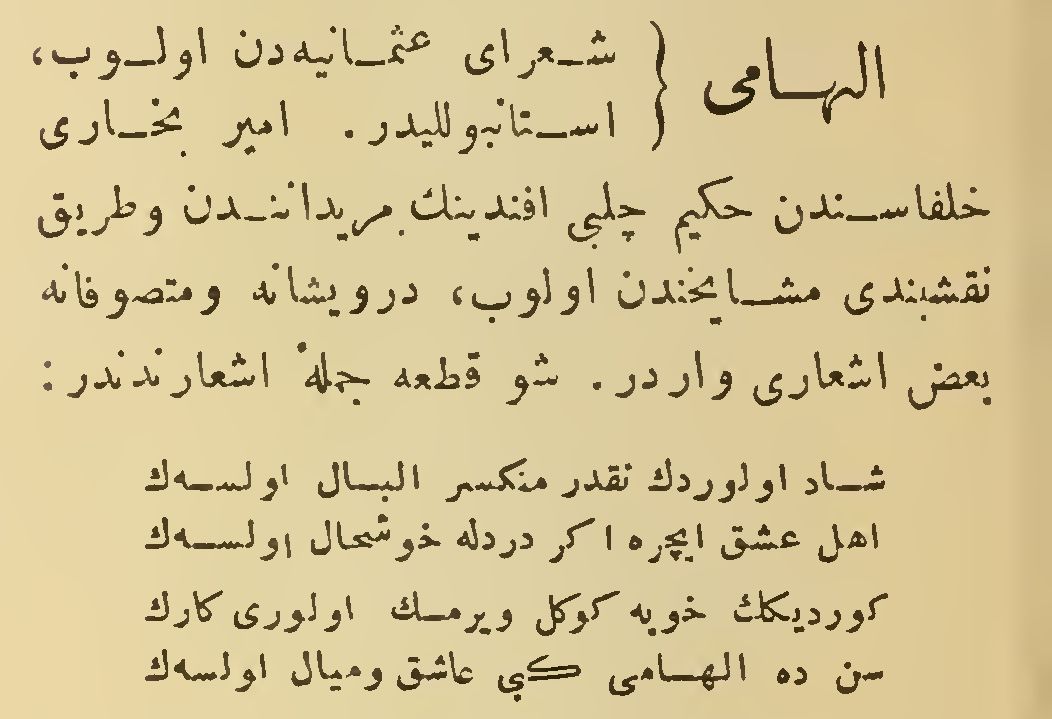 الهامی } شعرای عثمانیه‌دن اولوب،
استانبوللیدر. امیر بخاری
خلفاسندن حکیم چلبی افندینك مریداننندن وطریق
نقشبندی مشایخندن اولوب، درویشانه ومتصوفانه
بعض اشعاری واردر. شو قطعه جملهٔ اشعارندندر:
شاد اولوردك نقدر منکسر البال اولسه‌ك
اهل عشق ایچره اکر دردله خوشحال اولسه‌ك
کوردیکك خوبه کوکل ویرمك اولوری کارك
سن ده الهامی کبی عاشق ومیال اولسه‌ك